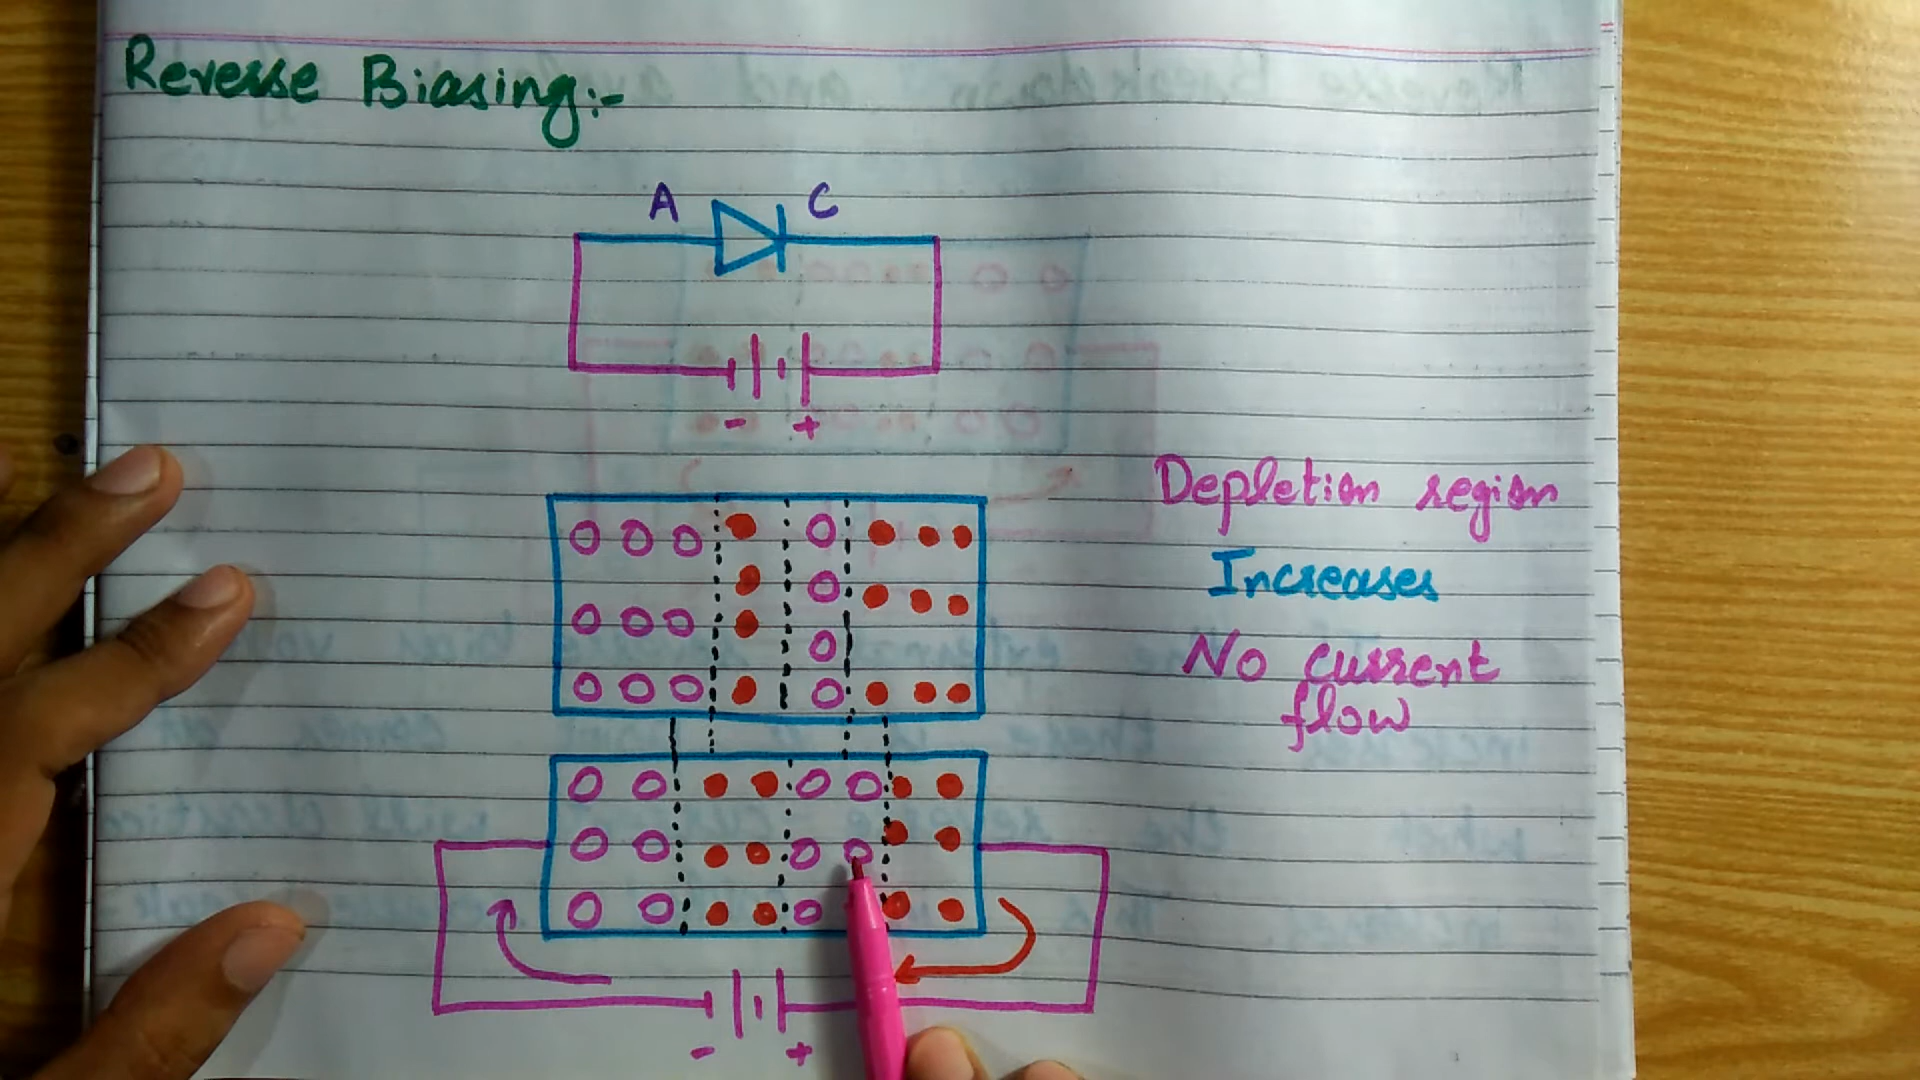 Reverse Biasing:-
A C
- +
Depletion region
Increases
No current
flow
- +